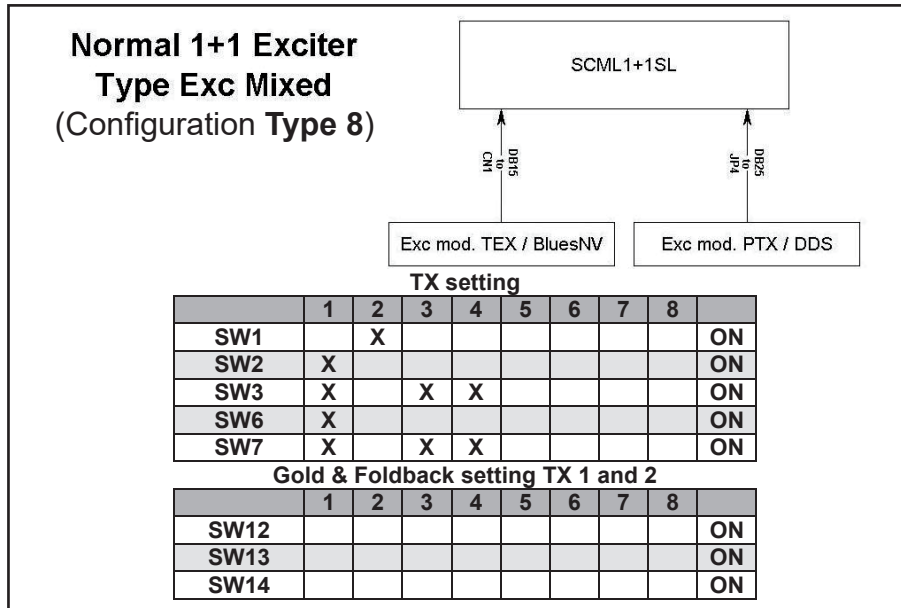 Normal 1+1 Exciter
Type Exc Mixed
(Configuration Type 8)
SCML1+1SL
DB15
to
CN1
DB25
to
JP4
Exc mod. TEX / BluesNV
Exc mod. PTX / DDS
TX setting
1 2 3 4 5 6 7 8
SW1 X ON
SW2 X ON
SW3 X X X ON
SW6 X ON
SW7 X X X ON
Gold & Foldback setting TX 1 and 2
1 2 3 4 5 6 7 8
SW12 ON
SW13 ON
SW14 ON